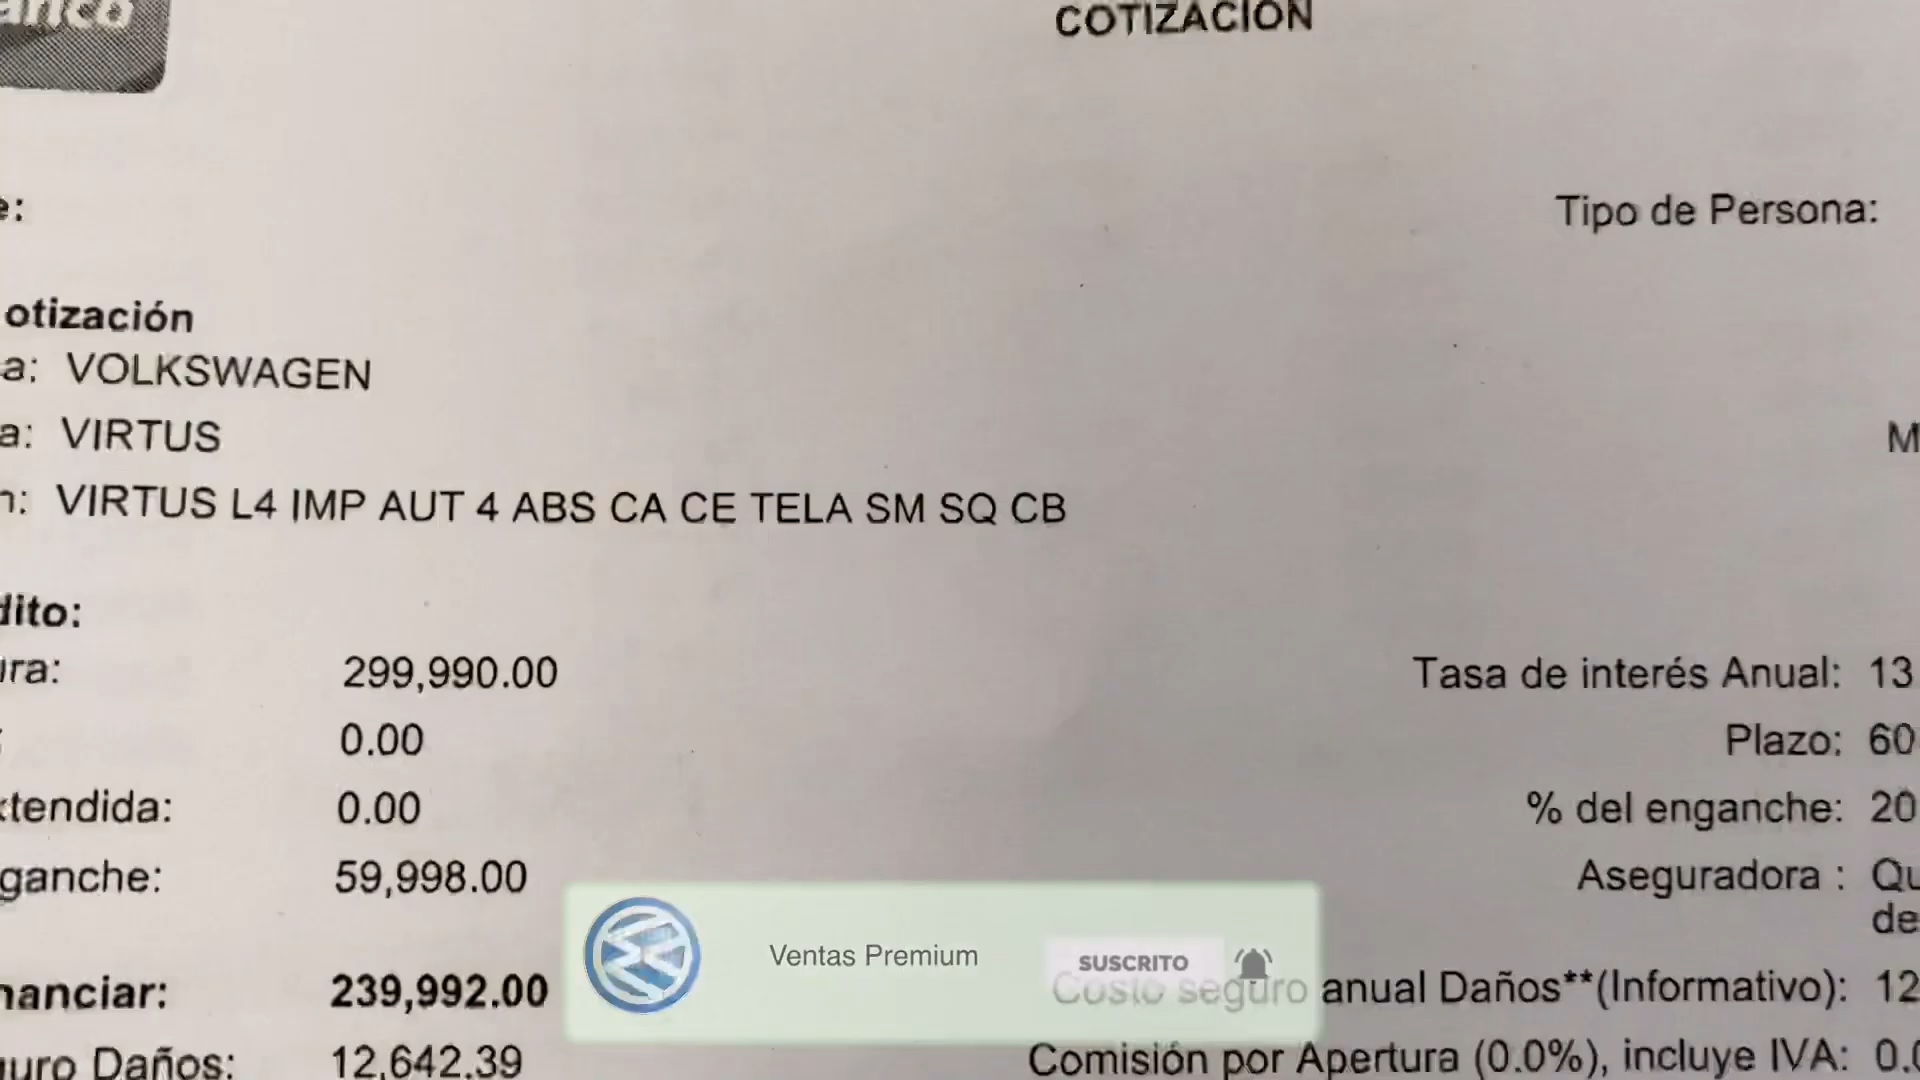 COTIZACIÓN
Tipo de Persona:
otización
a: VOLKSWAGEN
a: VIRTUS
M
n: VIRTUS L4 IMP AUT 4 ABS CA CE TELA SM SQ CB
dito:
ura: 299,990.00 Tasa de interés Anual: 13
0.00 Plazo: 60
xtendida: 0.00 % del enganche: 20
ganche: 59,998.00 Aseguradora : Qu
de
Ventas Premium SUSCRITO
nanciar: 239,992.00 Costo seguro anual Daños**(Informativo): 12
uro Daños: 12,642.39 Comisión por Apertura (0.0%), incluye IVA: 0.0